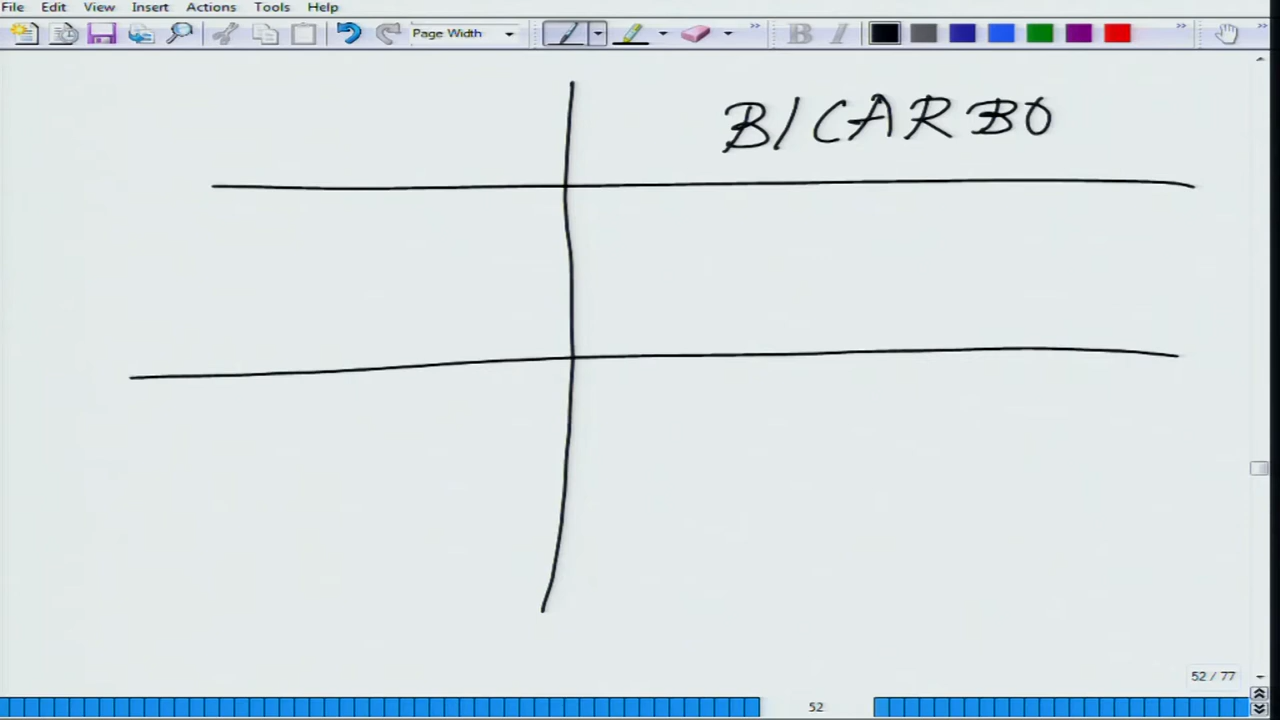 File Edit View Insert Actions Tools Help
Page Width
B I
BICARBO
52 / 77
52